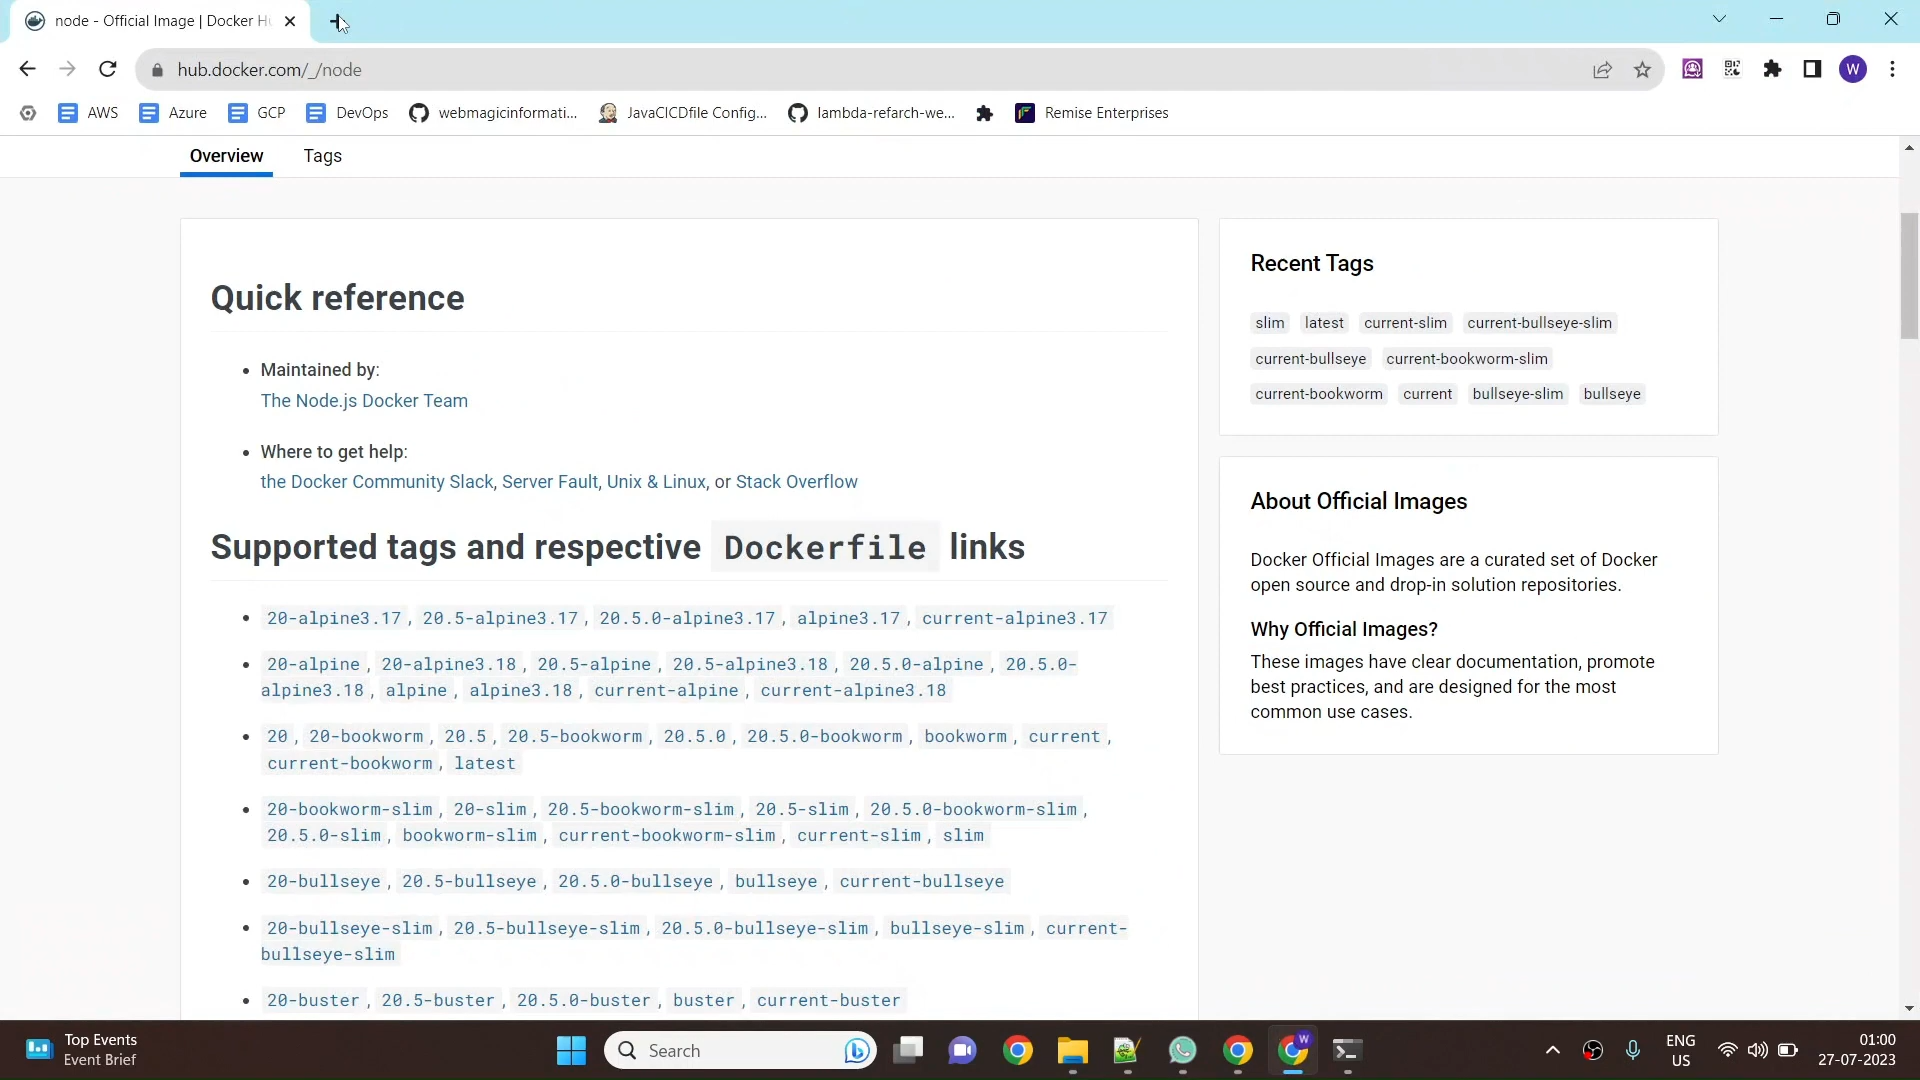 node - Official Image | Docker H
hub.docker.com/_/node
AWS
Azure
GCP
DevOps
webmagicinformati...
JavaCICDfile Config...
lambda-refarch-we...
Remise Enterprises
W
Overview
Tags
Quick reference
Maintained by:
The Node.js Docker Team
Where to get help:
the Docker Community Slack, Server Fault, Unix & Linux, or Stack Overflow
Supported tags and respective Dockerfile links
20-alpine3.17, 20.5-alpine3.17, 20.5.0-alpine3.17, alpine3.17, current-alpine3.17
20-alpine, 20-alpine3.18, 20.5-alpine, 20.5-alpine3.18, 20.5.0-alpine, 20.5.0-
alpine3.18, alpine, alpine3.18, current-alpine, current-alpine3.18
20, 20-bookworm, 20.5, 20.5-bookworm, 20.5.0, 20.5.0-bookworm, bookworm, current,
current-bookworm, latest
20-bookworm-slim, 20-slim, 20.5-bookworm-slim, 20.5-slim, 20.5.0-bookworm-slim,
20.5.0-slim, bookworm-slim, current-bookworm-slim, current-slim, slim
20-bullseye, 20.5-bullseye, 20.5.0-bullseye, bullseye, current-bullseye
20-bullseye-slim, 20.5-bullseye-slim, 20.5.0-bullseye-slim, bullseye-slim, current-
bullseye-slim
20-buster, 20.5-buster, 20.5.0-buster, buster, current-buster
Recent Tags
slim latest current-slim current-bullseye-slim
current-bullseye current-bookworm-slim
current-bookworm current bullseye-slim bullseye
About Official Images
Docker Official Images are a curated set of Docker
open source and drop-in solution repositories.
Why Official Images?
These images have clear documentation, promote
best practices, and are designed for the most
common use cases.
Top Events
Event Brief
Search
W
ENG
US
01:00
27-07-2023